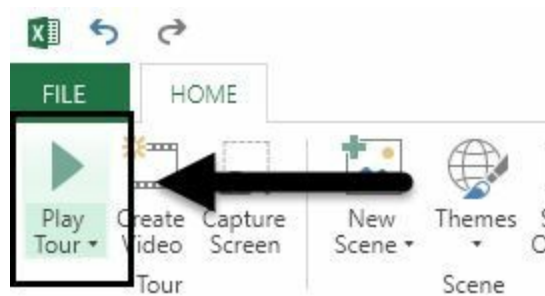 FILE HOME
Play Create Capture New Themes
Tour Video Screen Scene
Tour Scene